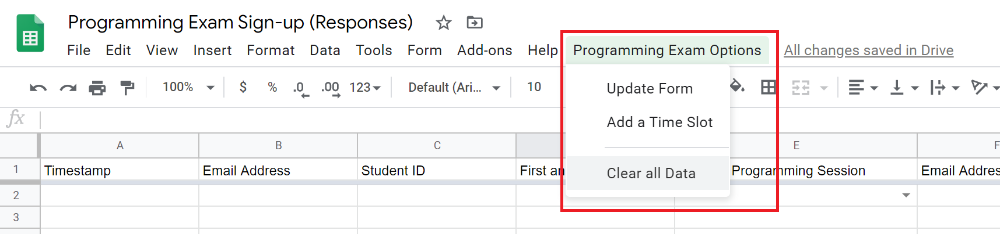 Programming Exam Sign-up (Responses)
File Edit View Insert Format Data Tools Form Add-ons Help Programming Exam Options All changes saved in Drive
100% $ % .0 .00 123 Default (Ari... 10
Update Form
Add a Time Slot
Clear all Data
fx
A B C E F
1 Timestamp Email Address Student ID First an Programming Session Email Addres
2
3